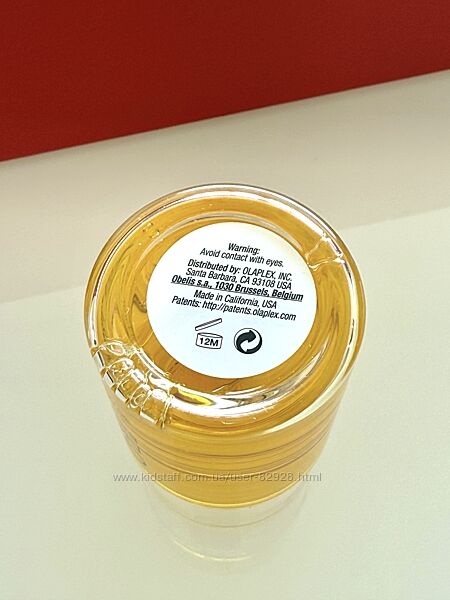 Warning:
Avoid contact with eyes.
Distributed by: OLAPLEX, INC.
Santa Barbara, CA 93108 USA
Obelis s.a., 1030 Brussels, Belgium
Made in California, USA
Patents: http://patents.olaplex.com
12M
www.kidstaff.com.ua/user-82928.html